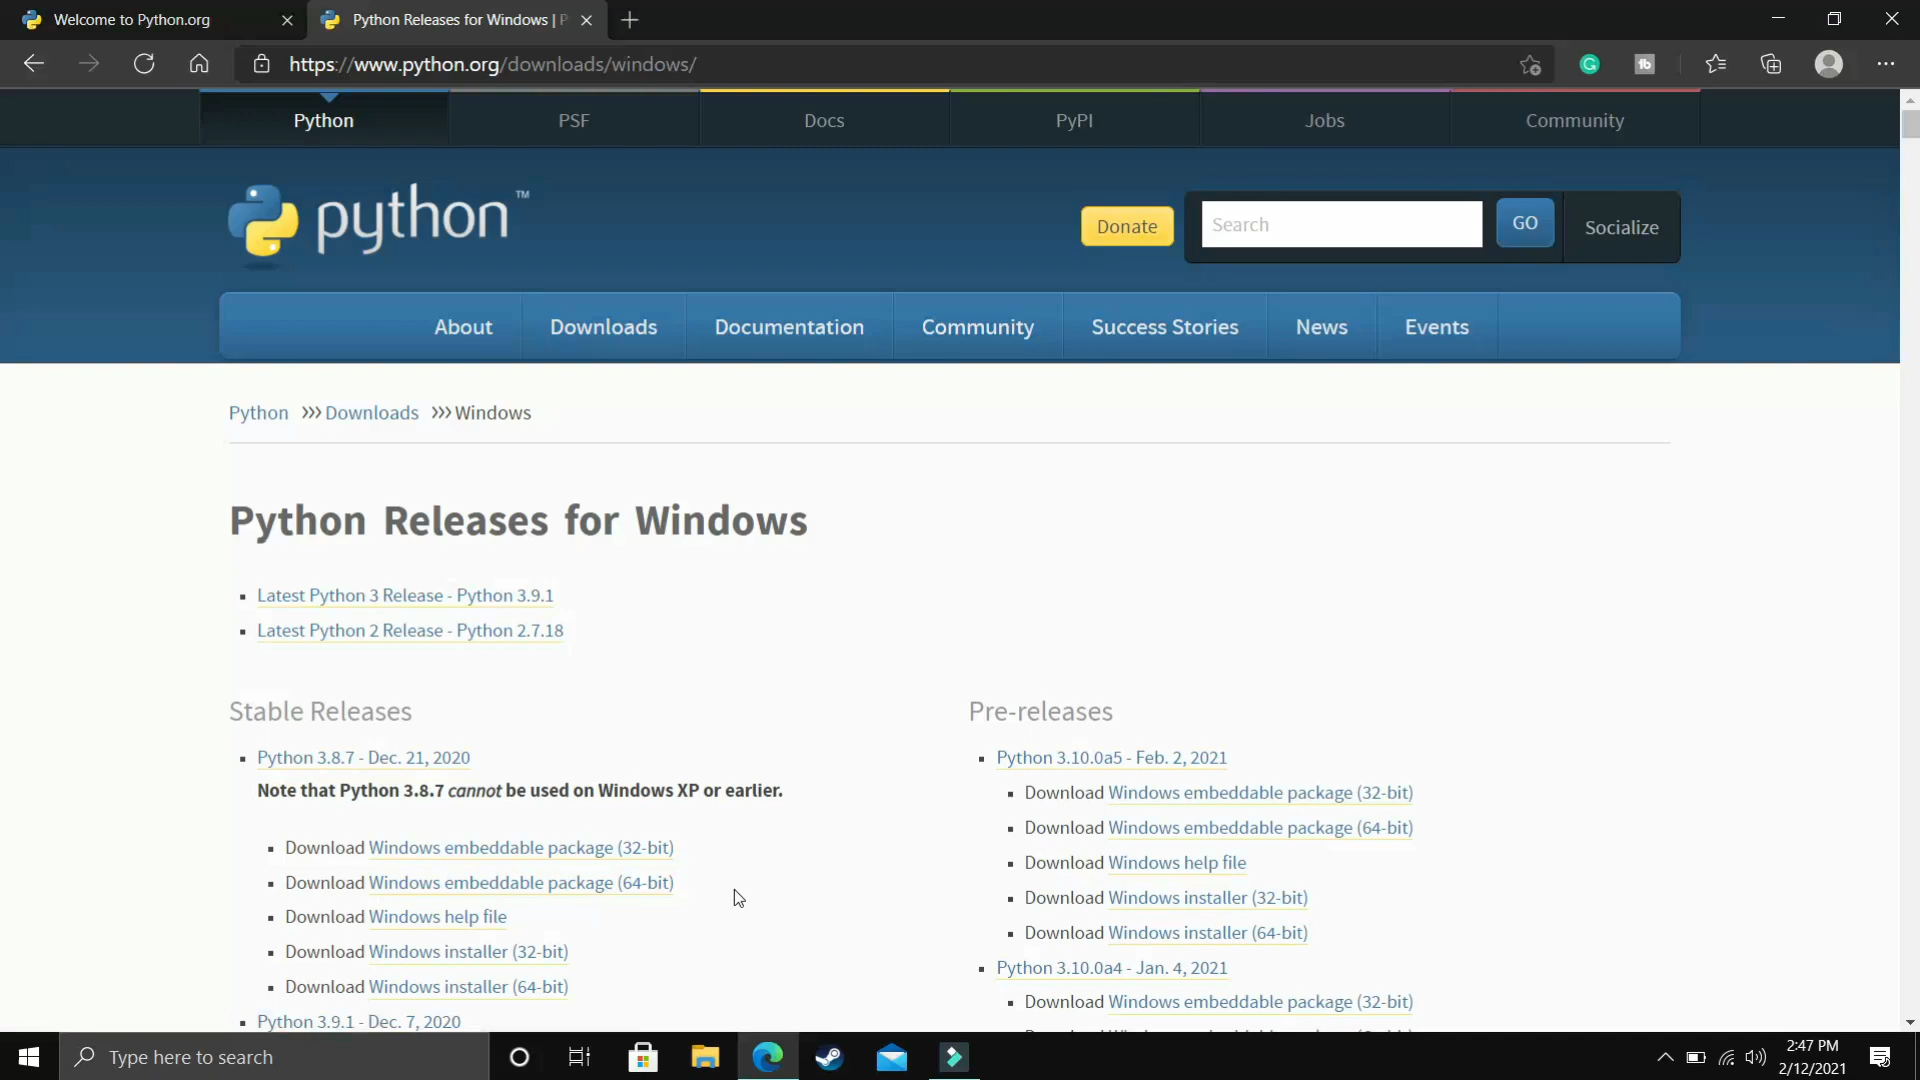 Welcome to Python.org
Python Releases for Windows | P
https://www.python.org/downloads/windows/
Python
PSF
Docs
PyPI
Jobs
Community
python™
Donate
Search
GO
Socialize
About
Downloads
Documentation
Community
Success Stories
News
Events
Python >>> Downloads >>> Windows
Python Releases for Windows
Latest Python 3 Release - Python 3.9.1
Latest Python 2 Release - Python 2.7.18
Stable Releases
Python 3.8.7 - Dec. 21, 2020
Note that Python 3.8.7 cannot be used on Windows XP or earlier.
Download Windows embeddable package (32-bit)
Download Windows embeddable package (64-bit)
Download Windows help file
Download Windows installer (32-bit)
Download Windows installer (64-bit)
Python 3.9.1 - Dec. 7, 2020
Pre-releases
Python 3.10.0a5 - Feb. 2, 2021
Download Windows embeddable package (32-bit)
Download Windows embeddable package (64-bit)
Download Windows help file
Download Windows installer (32-bit)
Download Windows installer (64-bit)
Python 3.10.0a4 - Jan. 4, 2021
Download Windows embeddable package (32-bit)
Type here to search
2:47 PM
2/12/2021